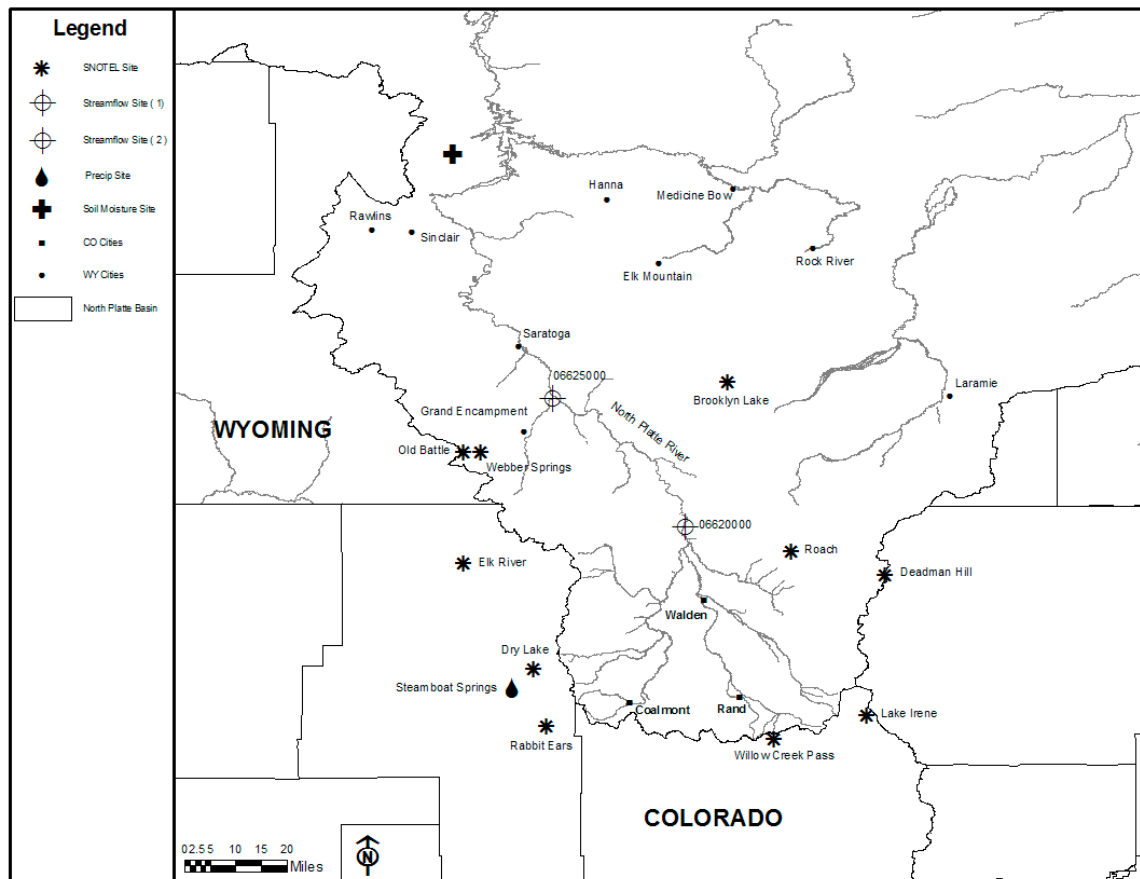 Legend
SNOTEL Site
Streamflow Site ( 1)
Streamflow Site ( 2 )
Precip Site
Soil Moisture Site
CO Cities
WY Cities
North Platte Basin
Hanna
Medicine Bow
Rawlins
Sinclair
Elk Mountain
Rock River
Saratoga
06625000
Brooklyn Lake
Laramie
Grand Encampment
North Platte River
WYOMING
Old Battle
Webber Springs
06620000
Roach
Elk River
Deadman Hill
Walden
Dry Lake
Steamboat Springs
Coalmont
Rand
Lake Irene
Rabbit Ears
Willow Creek Pass
COLORADO
0 2.5 5 10 15 20
Miles
N